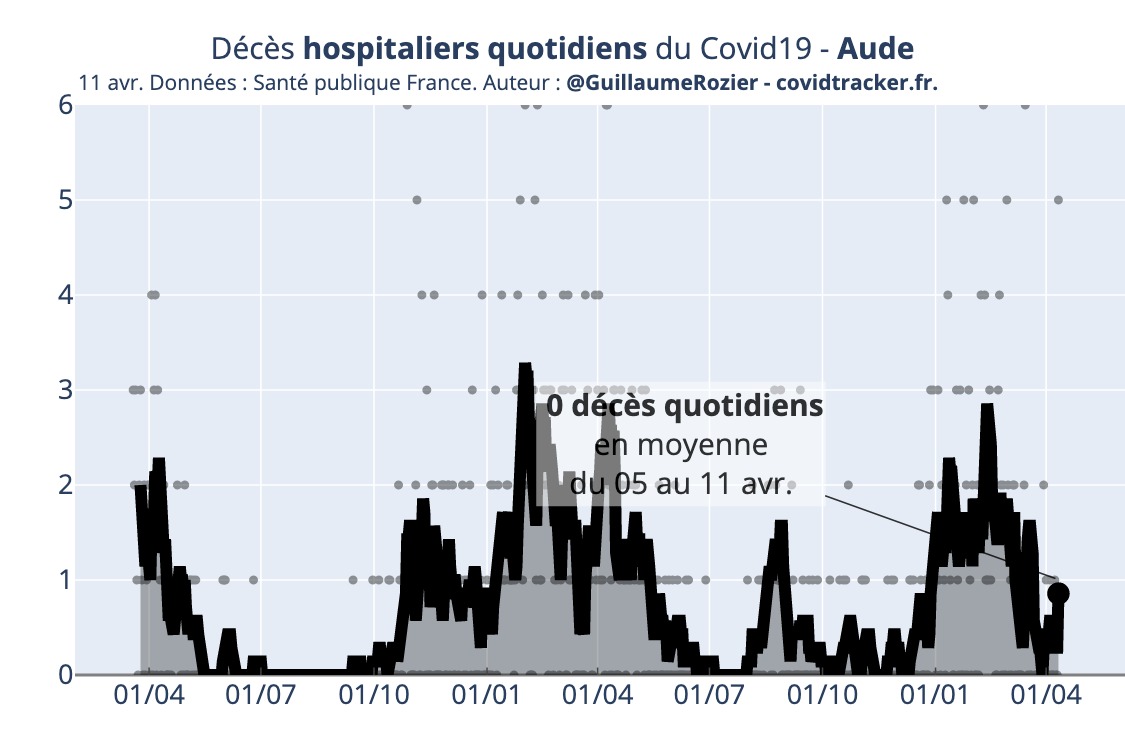 Décès hospitaliers quotidiens du Covid19 - Aude
11 avr. Données : Santé publique France. Auteur : @GuillaumeRozier - covidtracker.fr.
6
5
4
3
2
1
0
0 décès quotidiens
en moyenne
du 05 au 11 avr.
01/04 01/07 01/10 01/01 01/04 01/07 01/10 01/01 01/04